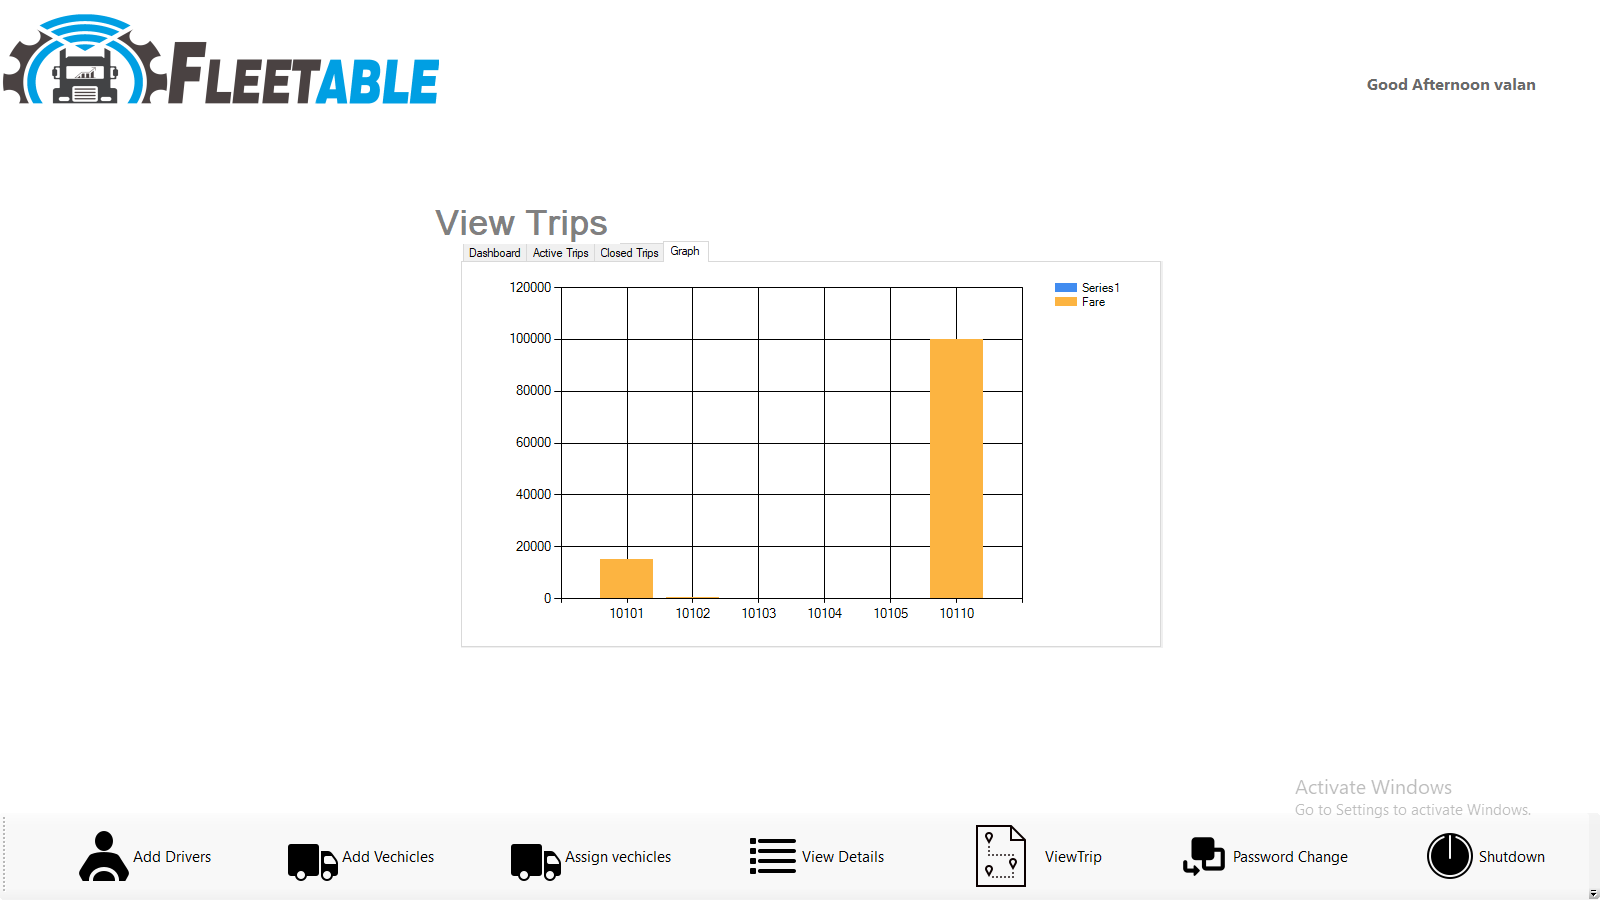 FLEETABLE
Good Afternoon valan
View Trips
Dashboard Active Trips Closed Trips Graph
120000
100000
80000
60000
40000
20000
0
10101 10102 10103 10104 10105 10110
Series1
Fare
Activate Windows
Go to Settings to activate Windows.
Add Drivers Add Vechicles Assign vechicles View Details ViewTrip Password Change Shutdown